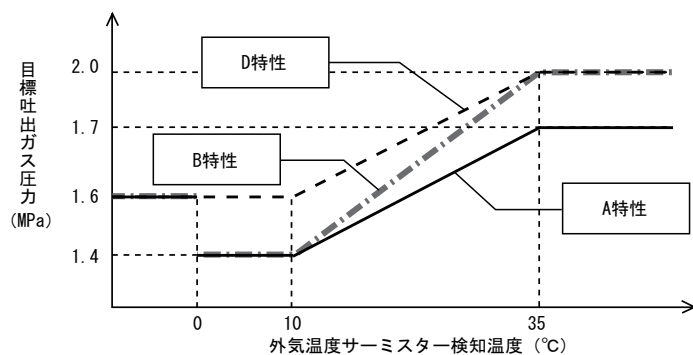 目標吐出ガス圧力
(MPa)
2.0
1.7
1.6
1.4
D特性
B特性
A特性
0
10
35
外気温度サーミスター検知温度（℃）